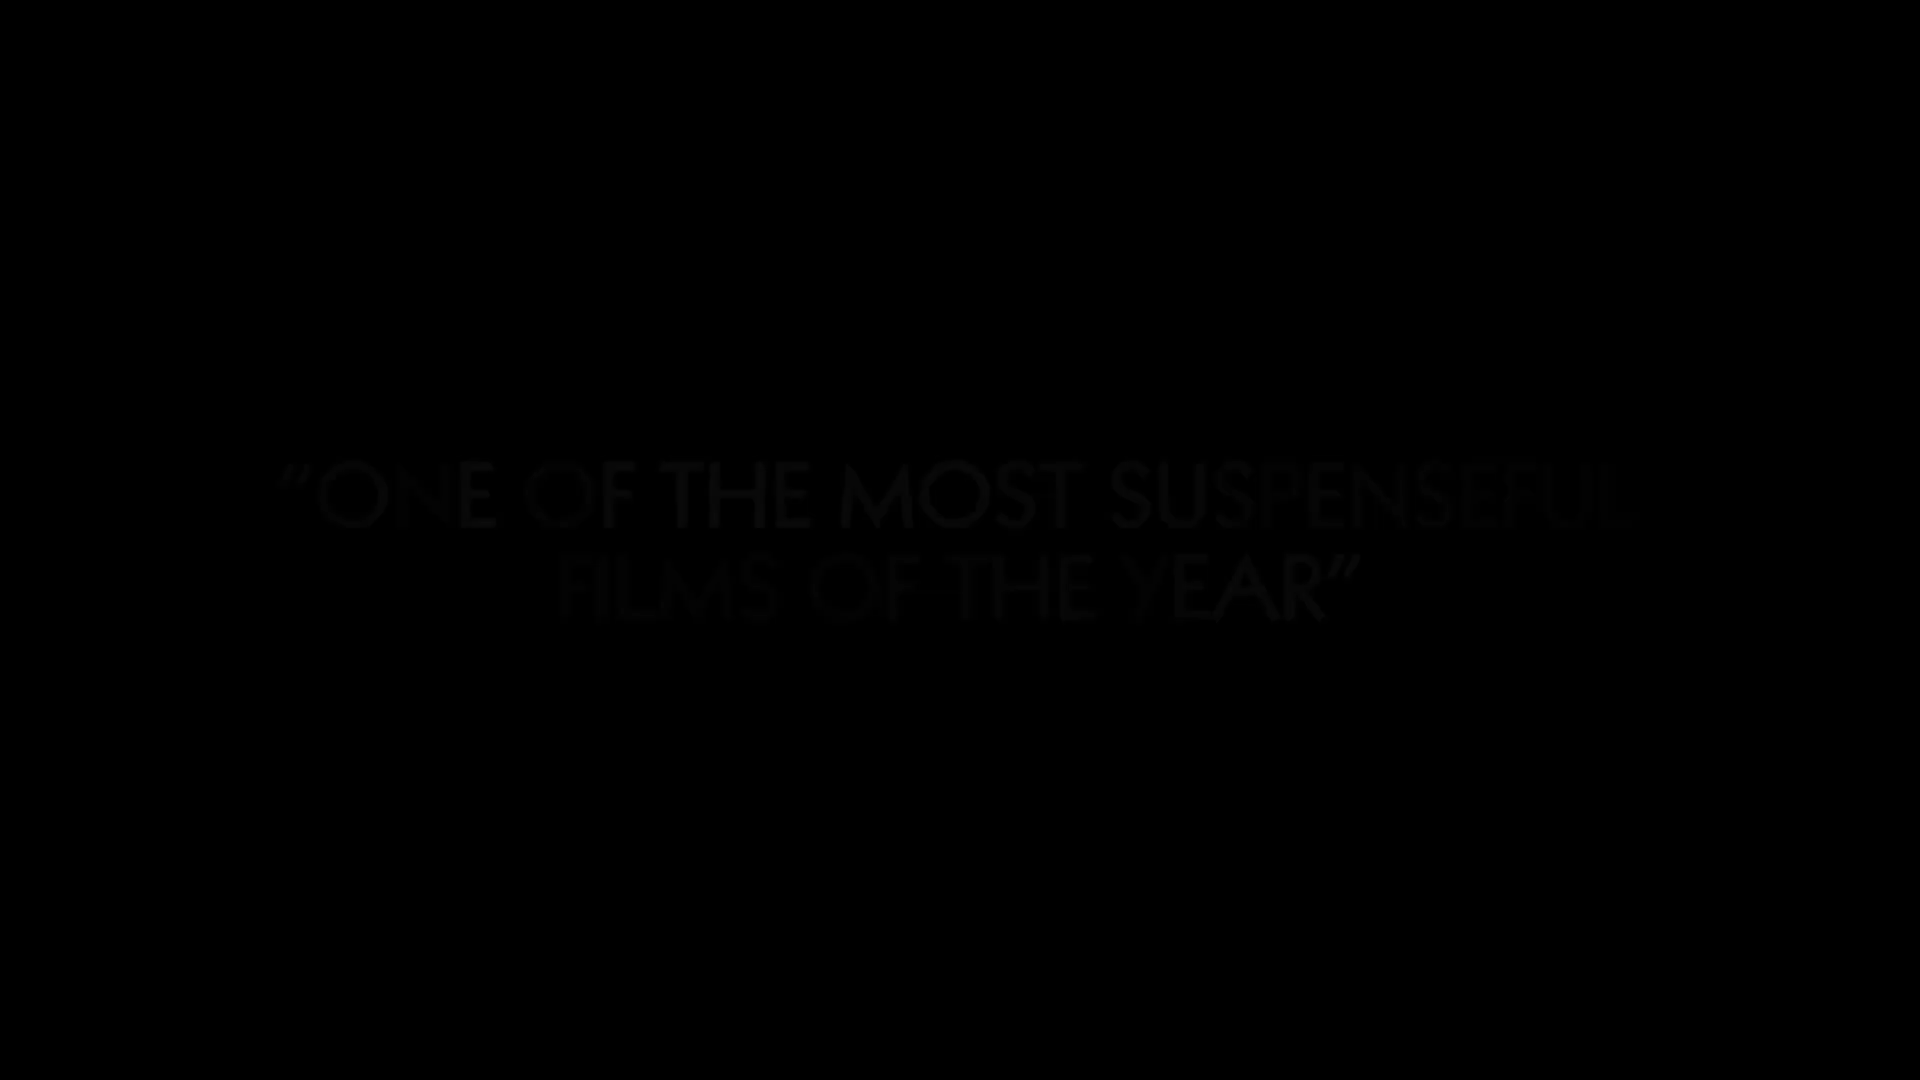 “ONE OF THE MOST SUSPENSEFUL
FILMS OF THE YEAR”